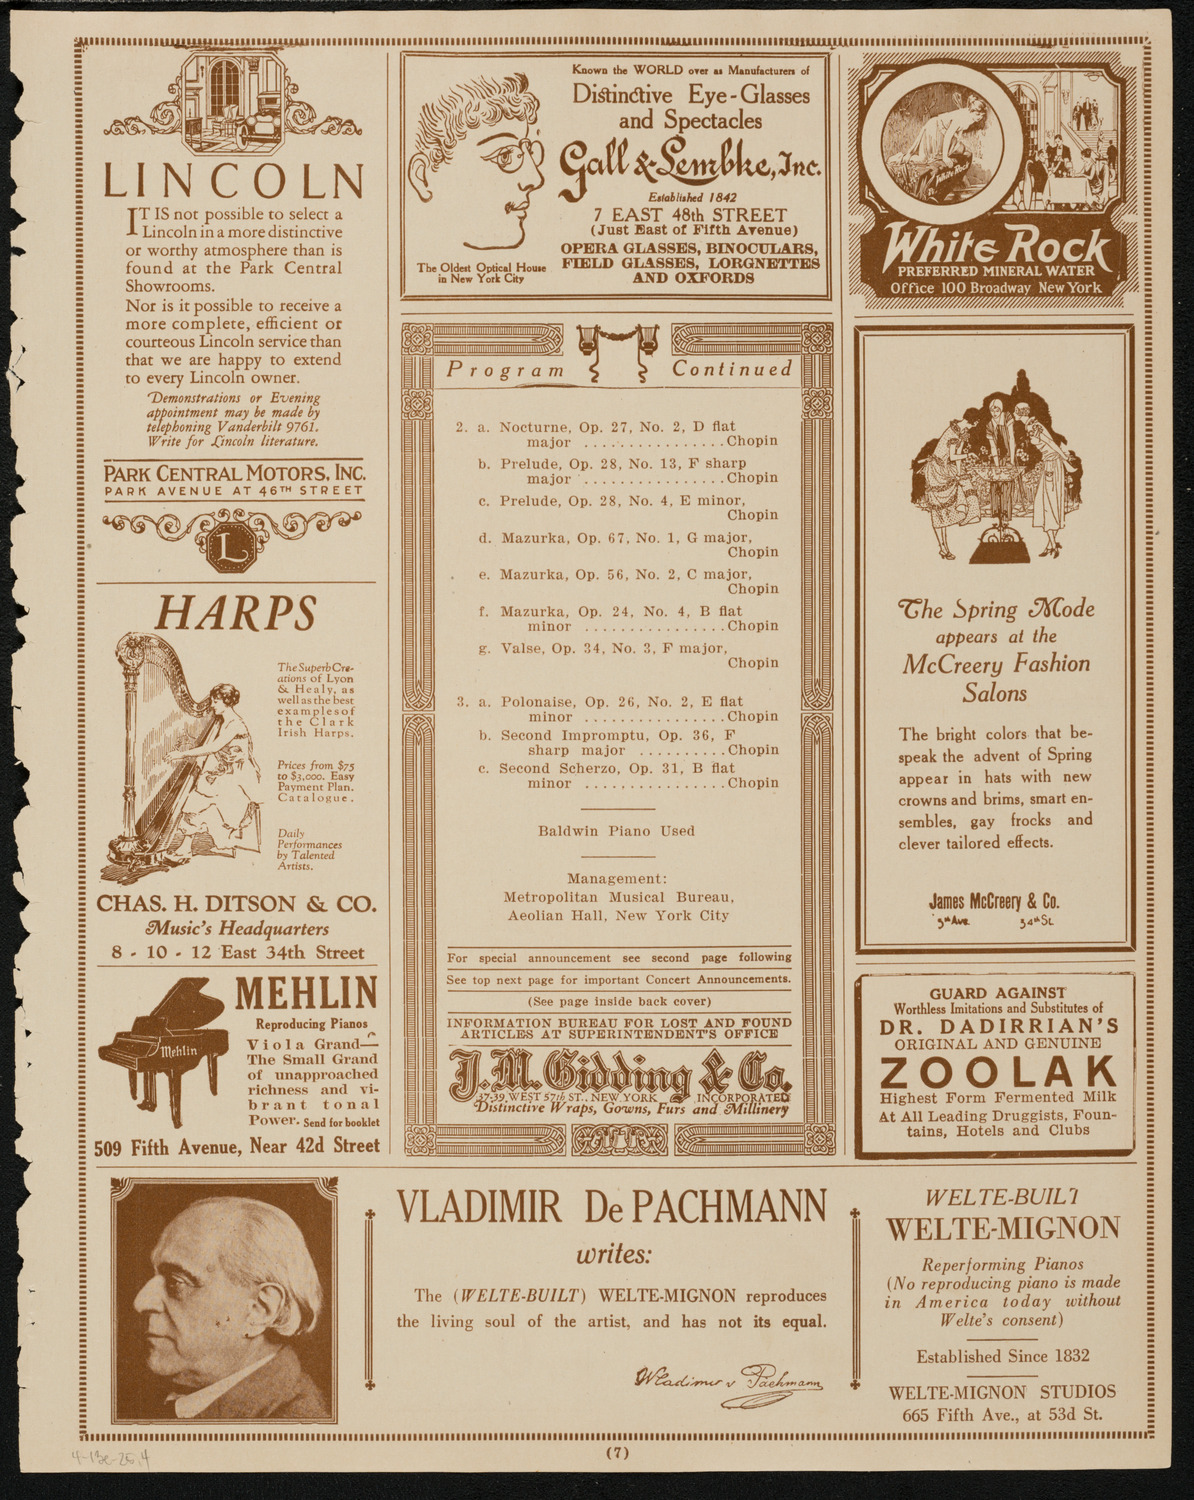 LINCOLN
IT IS not possible to select a
Lincoln in a more distinctive
or worthy atmosphere than is
found at the Park Central
Showrooms.
Nor is it possible to receive a
more complete, efficient or
courteous Lincoln service than
that we are happy to extend
to every Lincoln owner.
Demonstrations or Evening
appointment may be made by
telephoning Vanderbilt 9761.
Write for Lincoln literature.
PARK CENTRAL MOTORS, INC.
PARK AVENUE AT 46TH STREET
L
HARPS
The Superb Cre-
ations of Lyon
& Healy, as
well as the best
examples of
the Clark
Irish Harps.
Prices from $75
to $3,000. Easy
Payment Plan.
Catalogue.
Daily
Performances
by Talented
Artists.
CHAS. H. DITSON & CO.
Music's Headquarters
8 - 10 - 12 East 34th Street
MEHLIN
Reproducing Pianos
Viola Grand—
The Small Grand
of unapproached
richness and vi-
brant tonal
Power. Send for booklet
Mehlin
509 Fifth Avenue, Near 42d Street
Known the WORLD over as Manufacturers of
Distinctive Eye-Glasses
and Spectacles
Gall & Lembke, Inc.
Established 1842
7 EAST 48th STREET
(Just East of Fifth Avenue)
OPERA GLASSES, BINOCULARS,
FIELD GLASSES, LORGNETTES
AND OXFORDS
The Oldest Optical House
in New York City
Program Continued
2. a. Nocturne, Op. 27, No. 2, D flat
major ................Chopin
b. Prelude, Op. 28, No. 13, F sharp
major ................Chopin
c. Prelude, Op. 28, No. 4, E minor,
Chopin
d. Mazurka, Op. 67, No. 1, G major,
Chopin
e. Mazurka, Op. 56, No. 2, C major,
Chopin
f. Mazurka, Op. 24, No. 4, B flat
minor ................Chopin
g. Valse, Op. 34, No. 3, F major,
Chopin
3. a. Polonaise, Op. 26, No. 2, E flat
minor ................Chopin
b. Second Impromptu, Op. 36, F
sharp major ..........Chopin
c. Second Scherzo, Op. 31, B flat
minor ................Chopin
Baldwin Piano Used
Management:
Metropolitan Musical Bureau,
Aeolian Hall, New York City
For special announcement see second page following
See top next page for important Concert Announcements.
(See page inside back cover)
INFORMATION BUREAU FOR LOST AND FOUND
ARTICLES AT SUPERINTENDENT'S OFFICE
J. M. Gidding & Co.
37-39, WEST 57th ST., NEW YORK INCORPORATED
Distinctive Wraps, Gowns, Furs and Millinery
White Rock
White Rock
PREFERRED MINERAL WATER
Office 100 Broadway New York
The Spring Mode
appears at the
McCreery Fashion
Salons
The bright colors that be-
speak the advent of Spring
appear in hats with new
crowns and brims, smart en-
sembles, gay frocks and
clever tailored effects.
James McCreery & Co.
5th Ave. 34th St.
GUARD AGAINST
Worthless Imitations and Substitutes of
DR. DADIRRIAN'S
ORIGINAL AND GENUINE
ZOOLAK
Highest Form Fermented Milk
At All Leading Druggists, Foun-
tains, Hotels and Clubs
VLADIMIR De PACHMANN
writes:
The (WELTE-BUILT) WELTE-MIGNON reproduces
the living soul of the artist, and has not its equal.
Wladimir v Pachmann
WELTE-BUILT
WELTE-MIGNON
Reperforming Pianos
(No reproducing piano is made
in America today without
Welte's consent)
Established Since 1832
WELTE-MIGNON STUDIOS
665 Fifth Ave., at 53d St.
(7)
4-13e-25,4